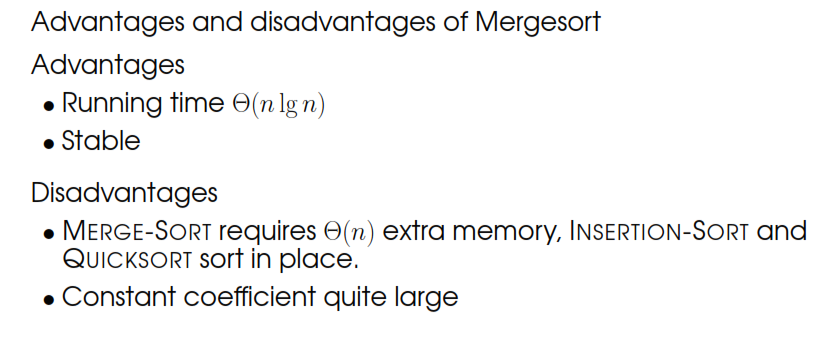 Advantages and disadvantages of Mergesort
Advantages
• Running time Θ(n lg n)
• Stable
Disadvantages
• MERGE-SORT requires Θ(n) extra memory, INSERTION-SORT and
QUICKSORT sort in place.
• Constant coefficient quite large